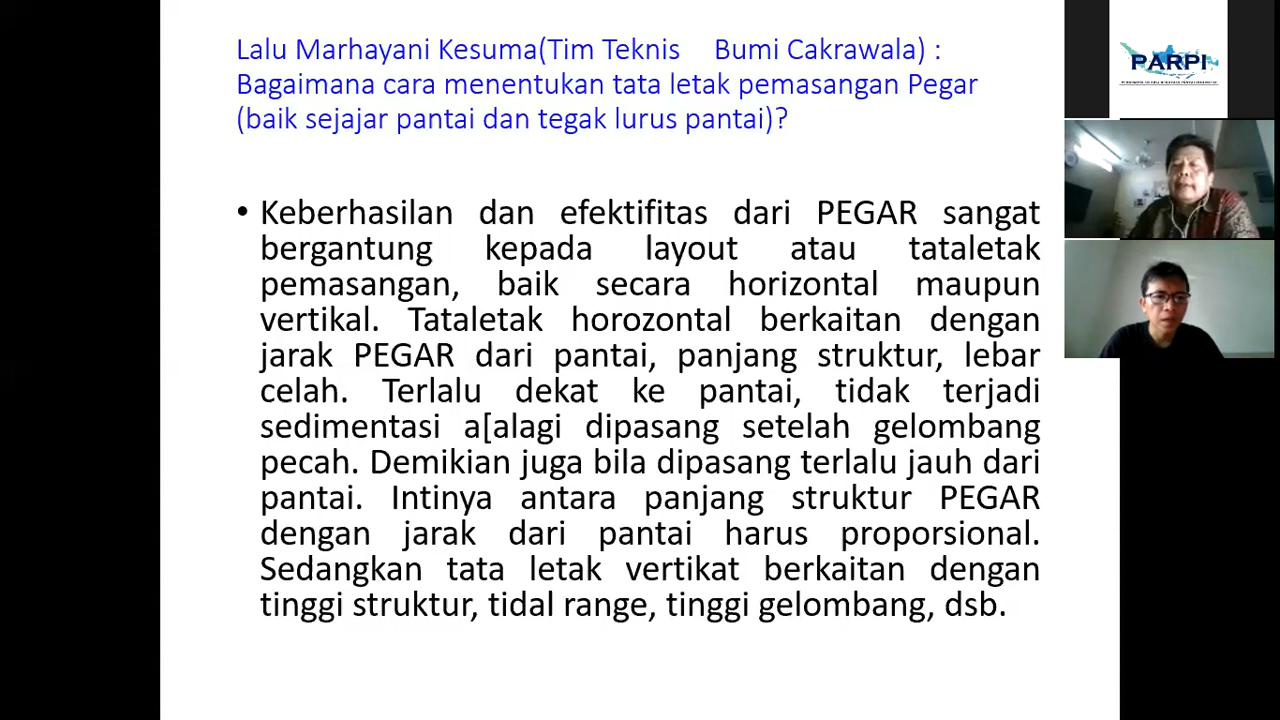 Lalu Marhayani Kesuma(Tim Teknis Bumi Cakrawala) :
Bagaimana cara menentukan tata letak pemasangan Pegar
(baik sejajar pantai dan tegak lurus pantai)?
• Keberhasilan dan efektifitas dari PEGAR sangat
bergantung kepada layout atau tataletak
pemasangan, baik secara horizontal maupun
vertikal. Tataletak horozontal berkaitan dengan
jarak PEGAR dari pantai, panjang struktur, lebar
celah. Terlalu dekat ke pantai, tidak terjadi
sedimentasi a[alagi dipasang setelah gelombang
pecah. Demikian juga bila dipasang terlalu jauh dari
pantai. Intinya antara panjang struktur PEGAR
dengan jarak dari pantai harus proporsional.
Sedangkan tata letak vertikat berkaitan dengan
tinggi struktur, tidal range, tinggi gelombang, dsb.
PARPI